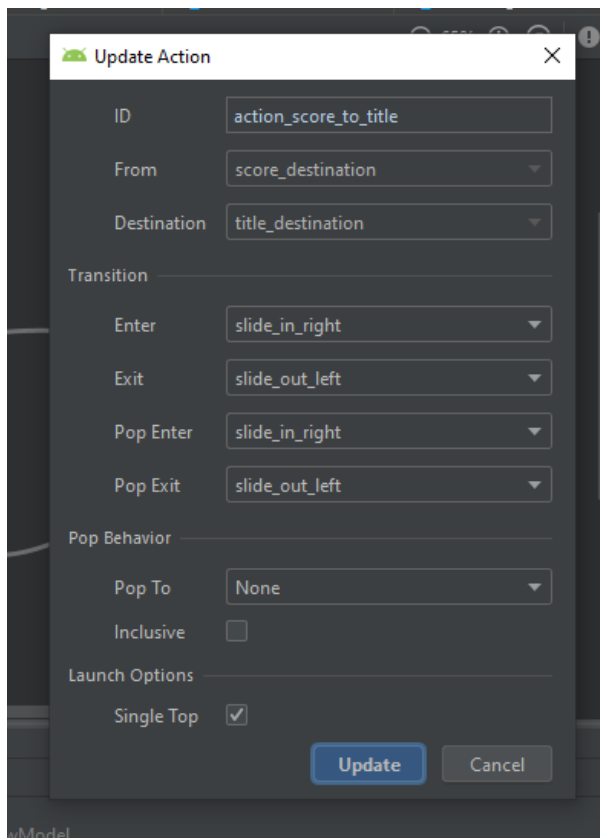 Update Action
ID action_score_to_title
From score_destination
Destination title_destination
Transition
Enter slide_in_right
Exit slide_out_left
Pop Enter slide_in_right
Pop Exit slide_out_left
Pop Behavior
Pop To None
Inclusive
Launch Options
Single Top
Update Cancel
wModel